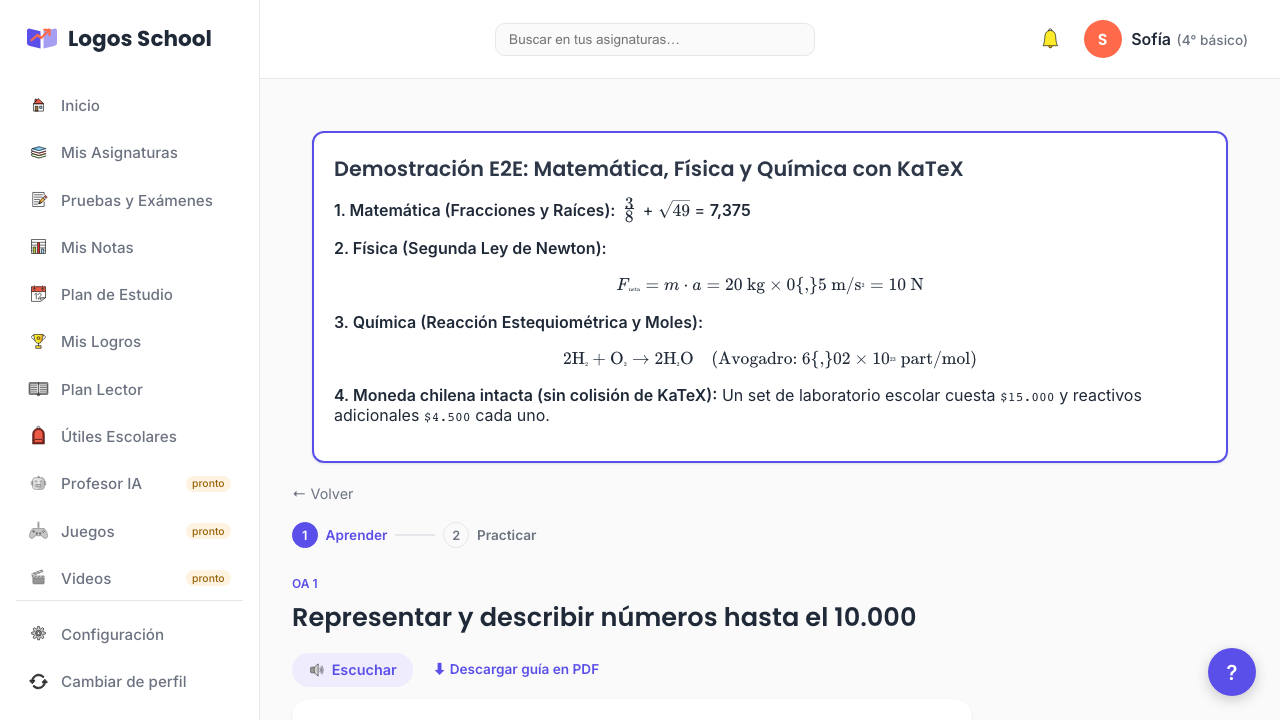 Logos School
Buscar en tus asignaturas...
S Sofía (4° básico)
Inicio
Mis Asignaturas
Pruebas y Exámenes
Mis Notas
Plan de Estudio
Mis Logros
Plan Lector
Útiles Escolares
Profesor IA pronto
Juegos pronto
Videos pronto
Configuración
Cambiar de perfil
Demostración E2E: Matemática, Física y Química con KaTeX
1. Matemática (Fracciones y Raíces): 3/8 + √49 = 7,375
2. Física (Segunda Ley de Newton):
F_neta = m · a = 20 kg × 0{,}5 m/s² = 10 N
3. Química (Reacción Estequiométrica y Moles):
2H₂ + O₂ → 2H₂O (Avogadro: 6{,}02 × 10²³ part/mol)
4. Moneda chilena intacta (sin colisión de KaTeX): Un set de laboratorio escolar cuesta $15.000 y reactivos
adicionales $4.500 cada uno.
← Volver
1 Aprender 2 Practicar
OA 1
Representar y describir números hasta el 10.000
Escuchar ⬇ Descargar guía en PDF
?